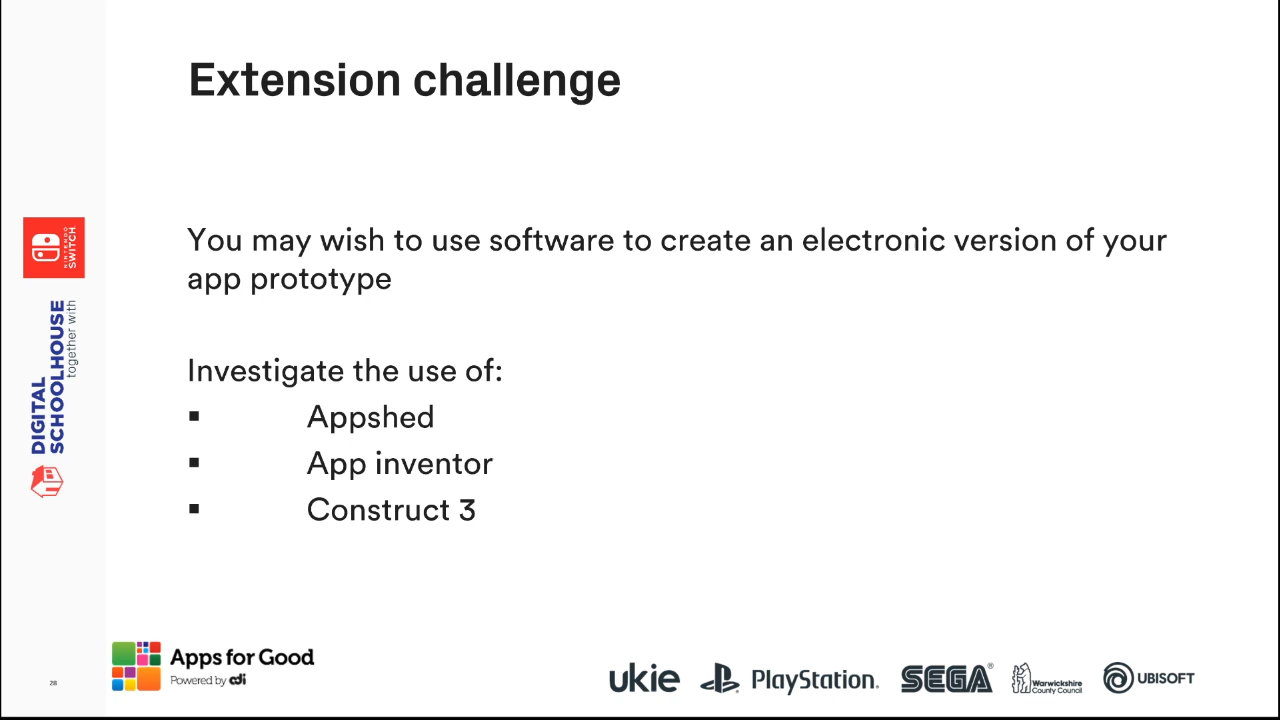 Extension challenge
You may wish to use software to create an electronic version of your
app prototype
Investigate the use of:
▪ Appshed
▪ App inventor
▪ Construct 3
NINTENDO
SWITCH
DIGITAL
SCHOOLHOUSE
together with
28
Apps for Good
Powered by cdi
ukie
PlayStation.
SEGA®
Warwickshire
County Council
UBISOFT